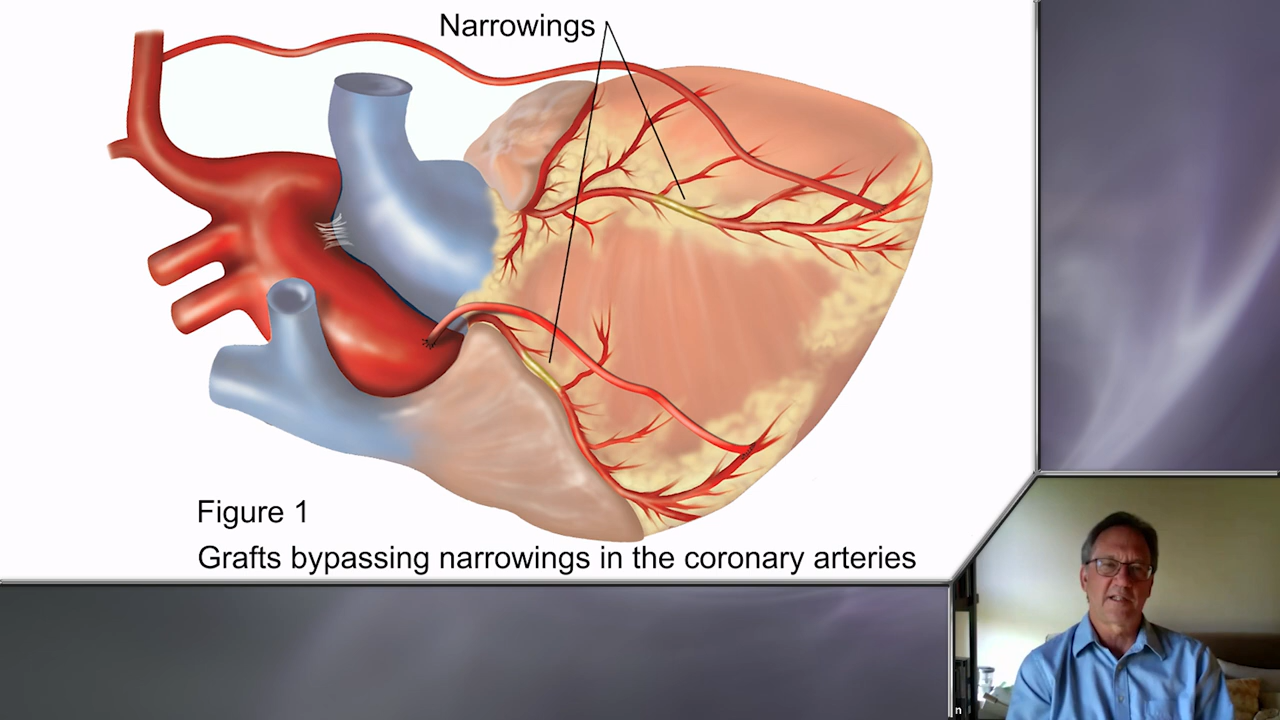 Narrowings
Figure 1
Grafts bypassing narrowings in the coronary arteries
n